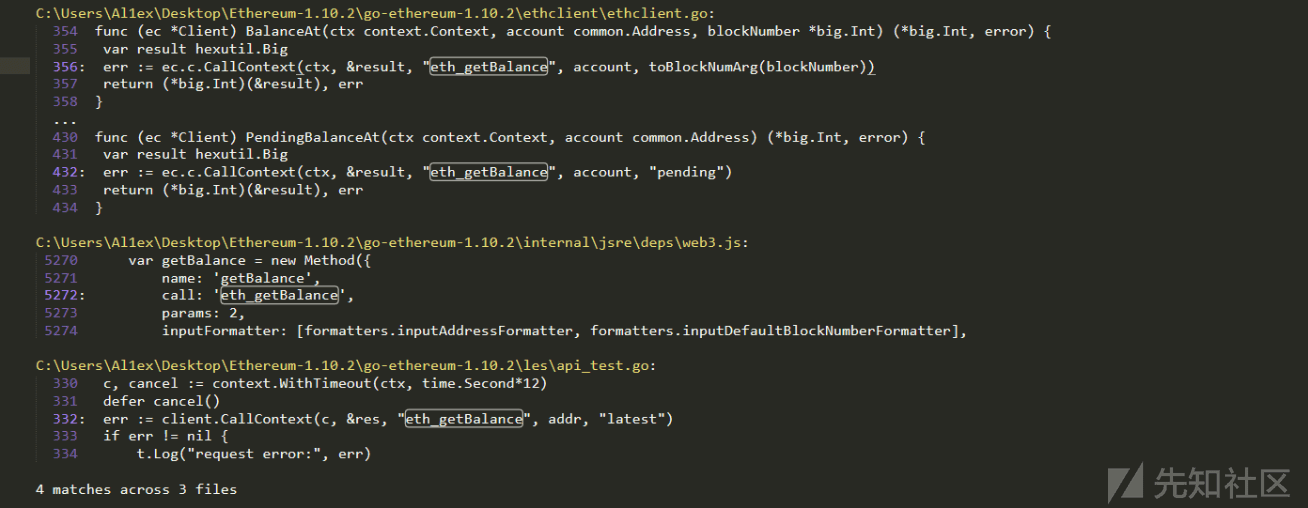 C:\Users\Al1ex\Desktop\Ethereum-1.10.2\go-ethereum-1.10.2\ethclient\ethclient.go:
354 func (ec *Client) BalanceAt(ctx context.Context, account common.Address, blockNumber *big.Int) (*big.Int, error) {
355 var result hexutil.Big
356: err := ec.c.CallContext(ctx, &result, "eth_getBalance", account, toBlockNumArg(blockNumber))
357 return (*big.Int)(&result), err
358 }
...
430 func (ec *Client) PendingBalanceAt(ctx context.Context, account common.Address) (*big.Int, error) {
431 var result hexutil.Big
432: err := ec.c.CallContext(ctx, &result, "eth_getBalance", account, "pending")
433 return (*big.Int)(&result), err
434 }
C:\Users\Al1ex\Desktop\Ethereum-1.10.2\go-ethereum-1.10.2\internal\jsre\deps\web3.js:
5270 var getBalance = new Method({
5271 name: 'getBalance',
5272: call: 'eth_getBalance',
5273 params: 2,
5274 inputFormatter: [formatters.inputAddressFormatter, formatters.inputDefaultBlockNumberFormatter],
C:\Users\Al1ex\Desktop\Ethereum-1.10.2\go-ethereum-1.10.2\les\api_test.go:
330 c, cancel := context.WithTimeout(ctx, time.Second*12)
331 defer cancel()
332: err := client.CallContext(c, &res, "eth_getBalance", addr, "latest")
333 if err != nil {
334 t.Log("request error:", err)
4 matches across 3 files
先知社区